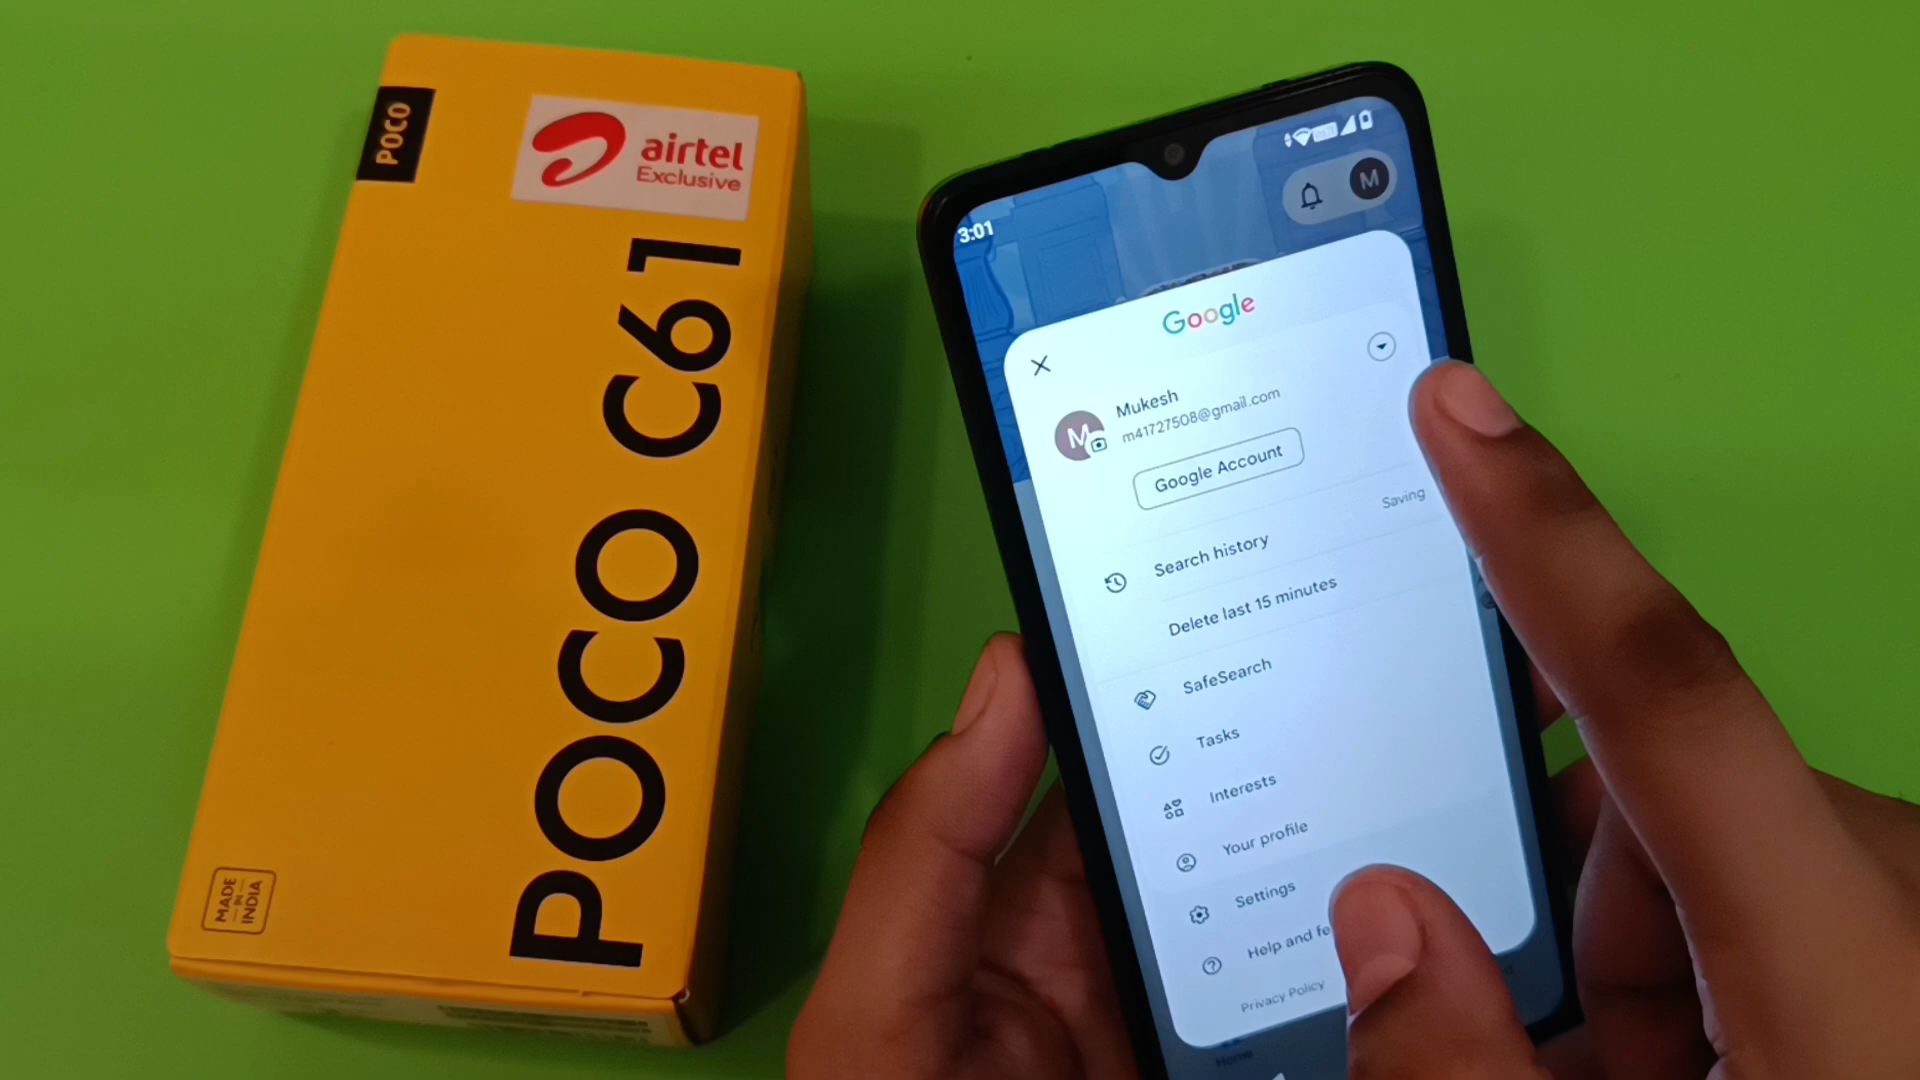 POCO
airtel
Exclusive
POCO C61
MADE
IN
INDIA
3:01
M
Google
Mukesh
m41727508@gmail.com
M
Google Account
Saving
Search history
Delete last 15 minutes
SafeSearch
Tasks
Interests
Your profile
Settings
Help and fe
Privacy Policy
Home